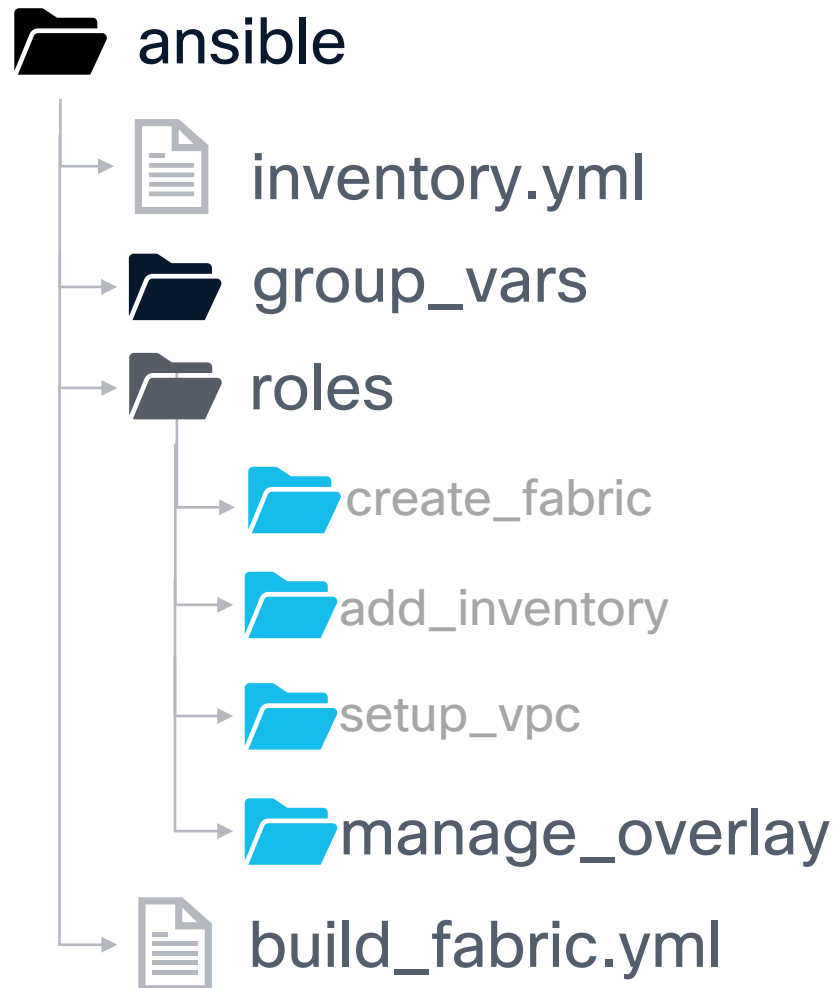 ansible
inventory.yml
group_vars
roles
create_fabric
add_inventory
setup_vpc
manage_overlay
build_fabric.yml